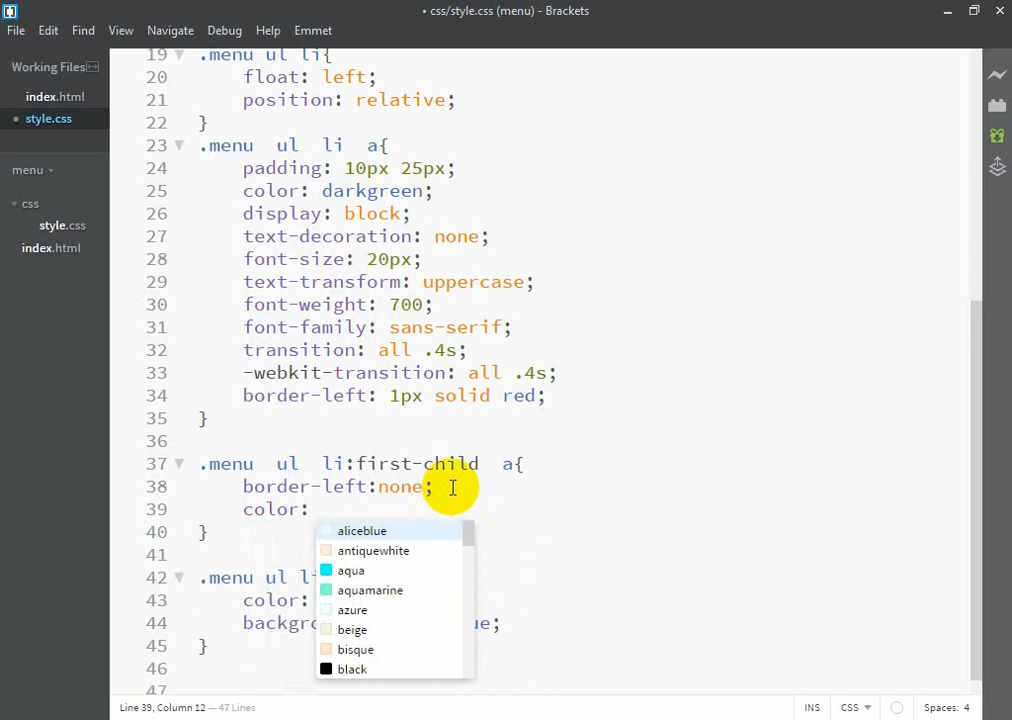 • css/style.css (menu) - Brackets
File Edit Find View Navigate Debug Help Emmet
Working Files
index.html
• style.css
menu
css
style.css
index.html
19 .menu ul li{
20 float: left;
21 position: relative;
22 }
23 .menu ul li a{
24 padding: 10px 25px;
25 color: darkgreen;
26 display: block;
27 text-decoration: none;
28 font-size: 20px;
29 text-transform: uppercase;
30 font-weight: 700;
31 font-family: sans-serif;
32 transition: all .4s;
33 -webkit-transition: all .4s;
34 border-left: 1px solid red;
35 }
36
37 .menu ul li:first-child a{
38 border-left:none;
39 color:
40 }
41
42 .menu ul li
43 color:
44 backgro ue;
45 }
46
47
aliceblue
antiquewhite
aqua
aquamarine
azure
beige
bisque
black
Line 39, Column 12 — 47 Lines
INS CSS Spaces: 4